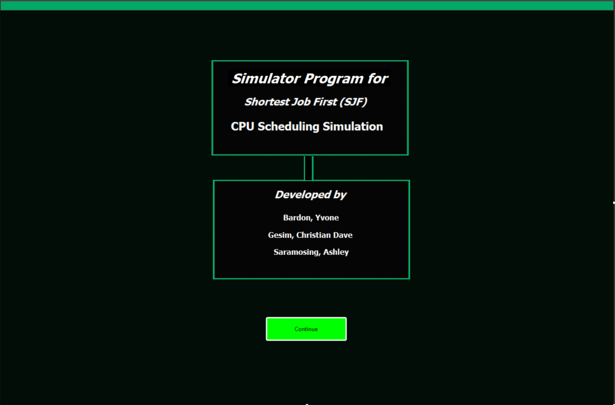 Simulator Program for
Shortest Job First (SJF)
CPU Scheduling Simulation
Developed by
Bardon, Yvone
Gesim, Christian Dave
Saramosing, Ashley
Continue